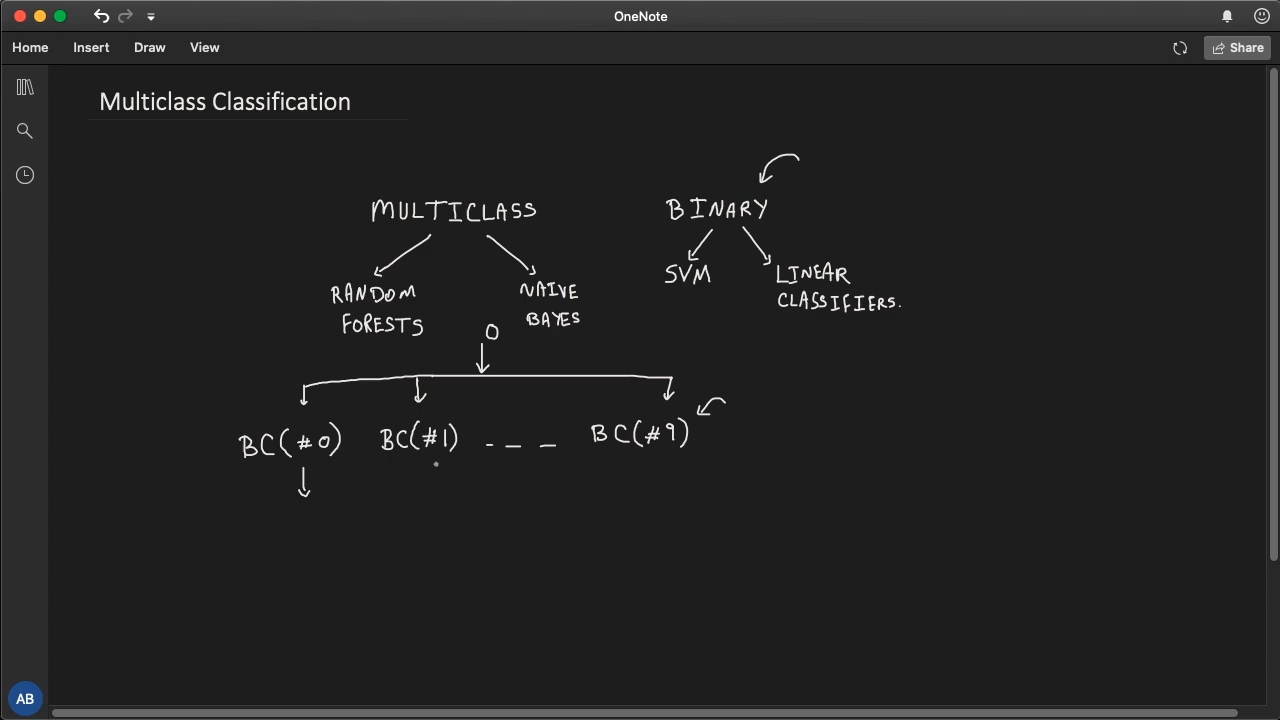 OneNote
Home Insert Draw View Share
Multiclass Classification
MULTICLASS BINARY
RANDOM FORESTS
NAIVE BAYES
SVM
LINEAR CLASSIFIERS.
0
BC(#0) BC(#1) - — — BC(#9)
AB